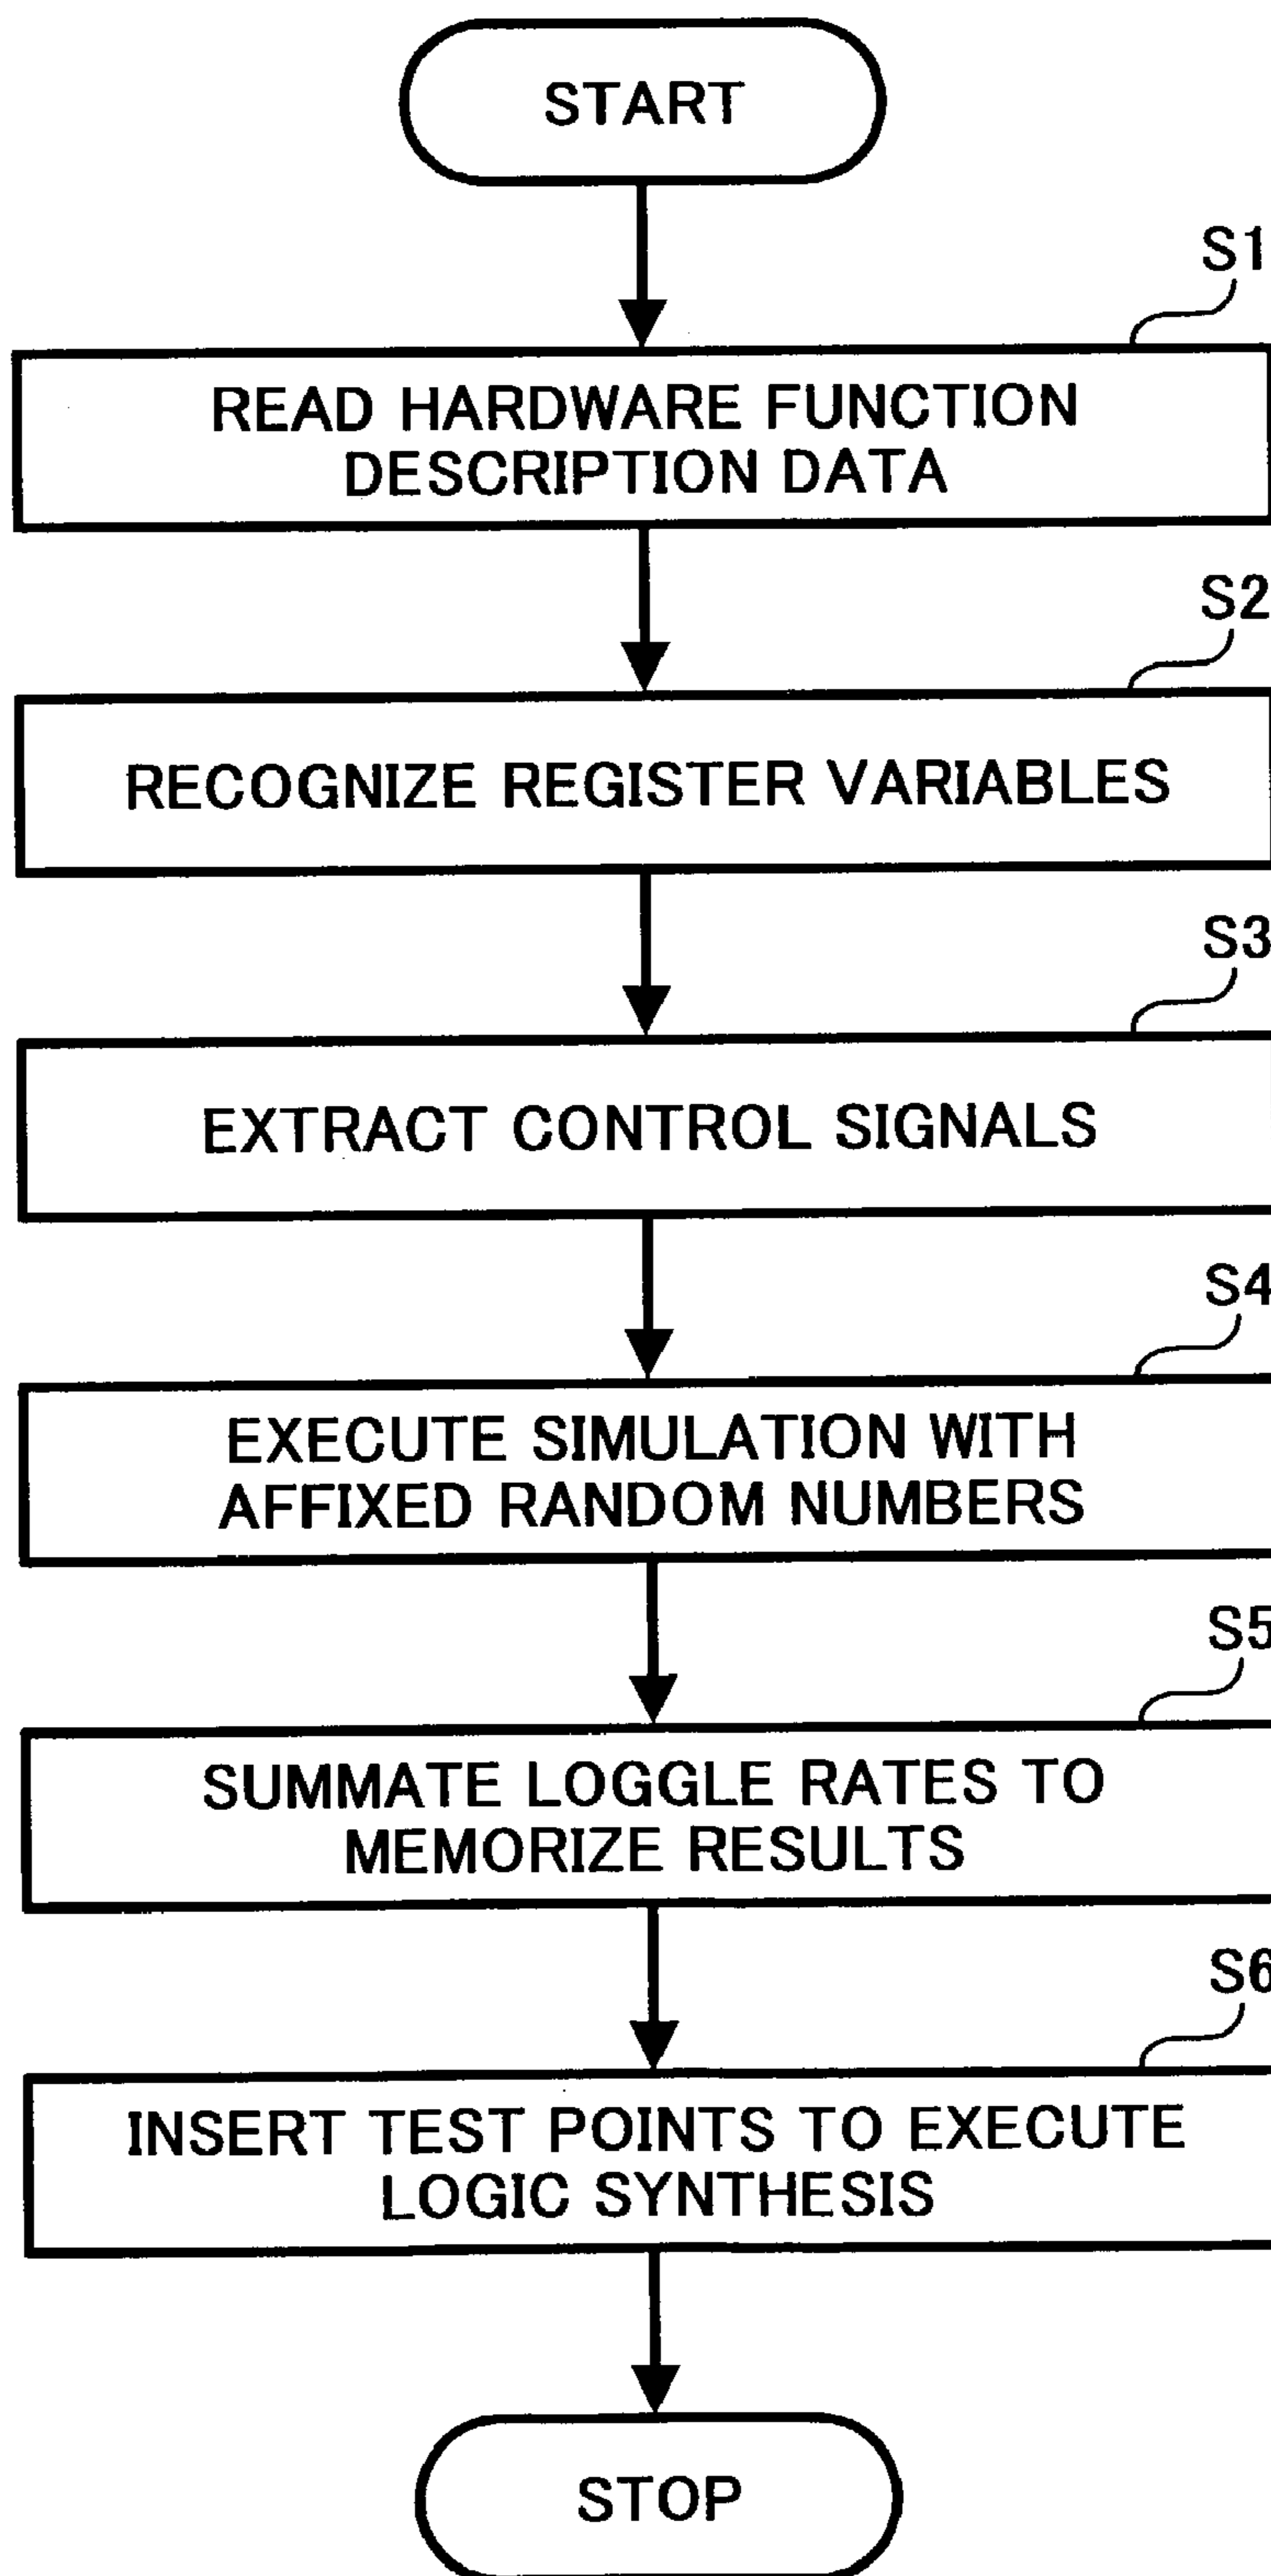 START
S1
READ HARDWARE FUNCTION
DESCRIPTION DATA
S2
RECOGNIZE REGISTER VARIABLES
S3
EXTRACT CONTROL SIGNALS
S4
EXECUTE SIMULATION WITH
AFFIXED RANDOM NUMBERS
S5
SUMMATE LOGGLE RATES TO
MEMORIZE RESULTS
S6
INSERT TEST POINTS TO EXECUTE
LOGIC SYNTHESIS
STOP